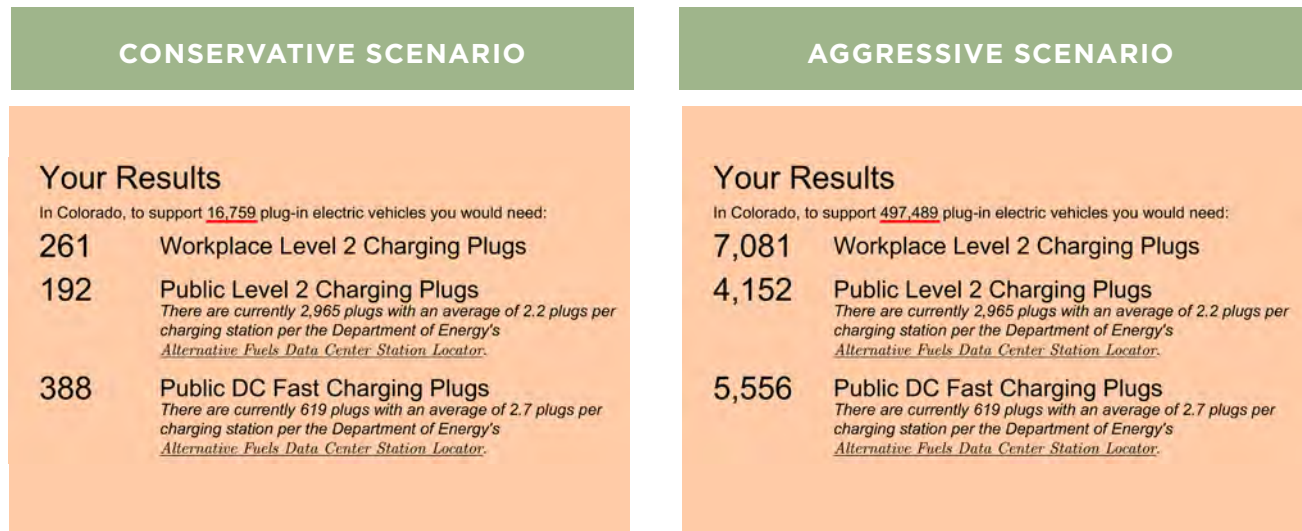 CONSERVATIVE SCENARIO
Your Results
In Colorado, to support 16,759 plug-in electric vehicles you would need:
261 Workplace Level 2 Charging Plugs
192 Public Level 2 Charging Plugs
There are currently 2,965 plugs with an average of 2.2 plugs per
charging station per the Department of Energy's
Alternative Fuels Data Center Station Locator.
388 Public DC Fast Charging Plugs
There are currently 619 plugs with an average of 2.7 plugs per
charging station per the Department of Energy's
Alternative Fuels Data Center Station Locator.
AGGRESSIVE SCENARIO
Your Results
In Colorado, to support 497,489 plug-in electric vehicles you would need:
7,081 Workplace Level 2 Charging Plugs
4,152 Public Level 2 Charging Plugs
There are currently 2,965 plugs with an average of 2.2 plugs per
charging station per the Department of Energy's
Alternative Fuels Data Center Station Locator.
5,556 Public DC Fast Charging Plugs
There are currently 619 plugs with an average of 2.7 plugs per
charging station per the Department of Energy's
Alternative Fuels Data Center Station Locator.